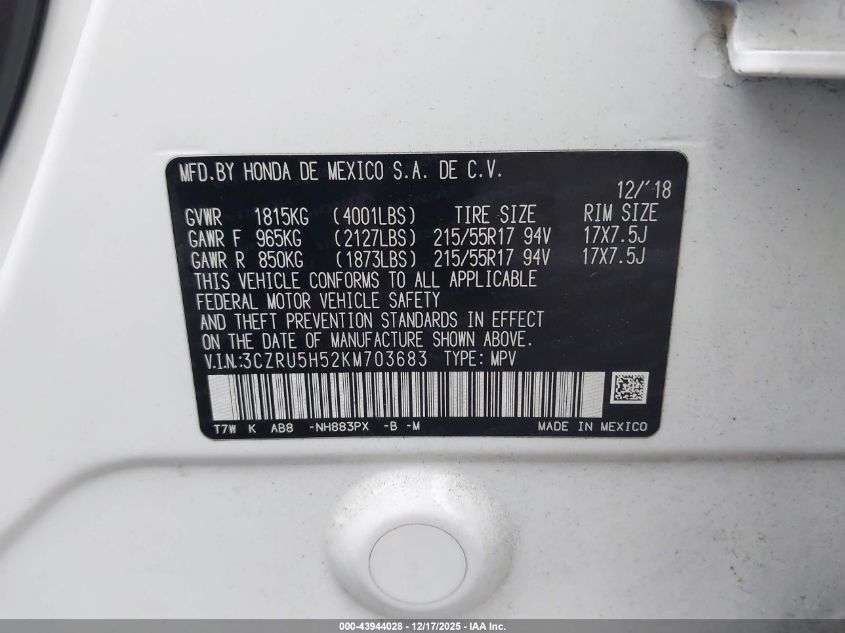 MFD.BY HONDA DE MEXICO S.A. DE C.V.
12/'18
GVWR 1815KG (4001LBS) TIRE SIZE RIM SIZE
GAWR F 965KG (2127LBS) 215/55R17 94V 17X7.5J
GAWR R 850KG (1873LBS) 215/55R17 94V 17X7.5J
THIS VEHICLE CONFORMS TO ALL APPLICABLE
FEDERAL MOTOR VEHICLE SAFETY
AND THEFT PREVENTION STANDARDS IN EFFECT
ON THE DATE OF MANUFACTURE SHOWN ABOVE.
V.I.N:3CZRU5H52KM703683 TYPE: MPV
T7W K AB8 -NH883PX -B -M MADE IN MEXICO
000-43944028 - 12/17/2025 - IAA Inc.